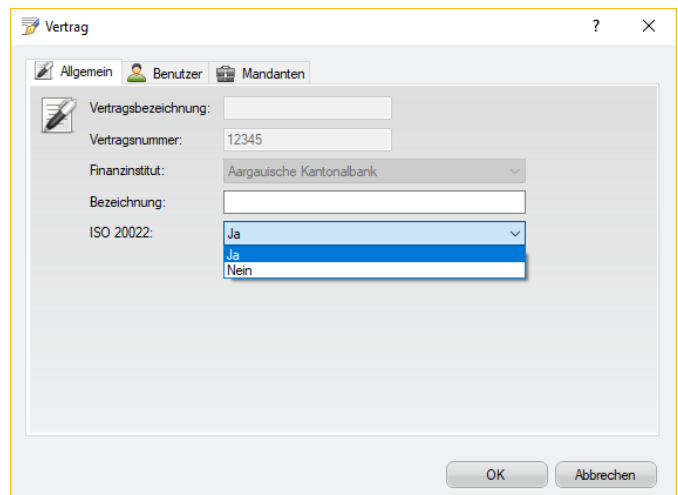 Vertrag
?
Allgemein Benutzer Mandanten
Vertragsbezeichnung:
Vertragsnummer: 12345
Finanzinstitut: Aargauische Kantonalbank
Bezeichnung:
ISO 20022: Ja
Ja
Nein
OK Abbrechen